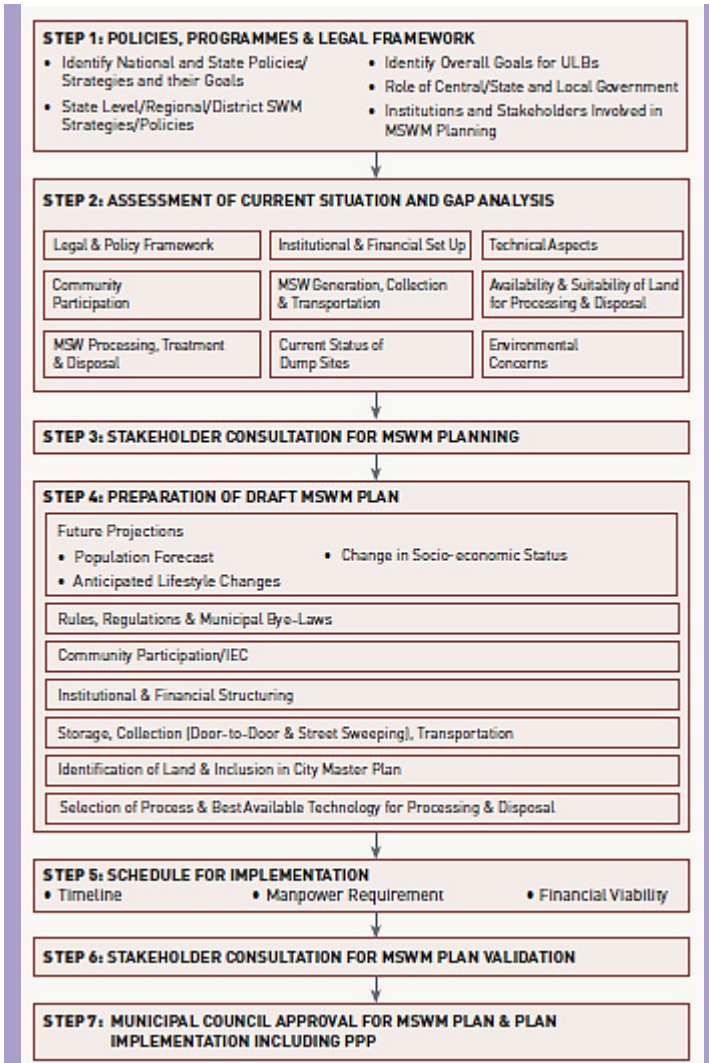 STEP 1: POLICIES, PROGRAMMES & LEGAL FRAMEWORK
• Identify National and State Policies/
Strategies and their Goals
• State Level/Regional/District SWM
Strategies/Policies
• Identify Overall Goals for ULBs
• Role of Central/State and Local Government
• Institutions and Stakeholders Involved in
MSWM Planning
STEP 2: ASSESSMENT OF CURRENT SITUATION AND GAP ANALYSIS
Legal & Policy Framework
Institutional & Financial Set Up
Technical Aspects
Community
Participation
MSW Generation, Collection
& Transportation
Availability & Suitability of Land
for Processing & Disposal
MSW Processing, Treatment
& Disposal
Current Status of
Dump Sites
Environmental
Concerns
STEP 3: STAKEHOLDER CONSULTATION FOR MSWM PLANNING
STEP 4: PREPARATION OF DRAFT MSWM PLAN
Future Projections
• Population Forecast
• Change in Socio-economic Status
• Anticipated Lifestyle Changes
Rules, Regulations & Municipal Bye-Laws
Community Participation/IEC
Institutional & Financial Structuring
Storage, Collection (Door-to-Door & Street Sweeping), Transportation
Identification of Land & Inclusion in City Master Plan
Selection of Process & Best Available Technology for Processing & Disposal
STEP 5: SCHEDULE FOR IMPLEMENTATION
• Timeline
• Manpower Requirement
• Financial Viability
STEP 6: STAKEHOLDER CONSULTATION FOR MSWM PLAN VALIDATION
STEP 7: MUNICIPAL COUNCIL APPROVAL FOR MSWM PLAN & PLAN
IMPLEMENTATION INCLUDING PPP